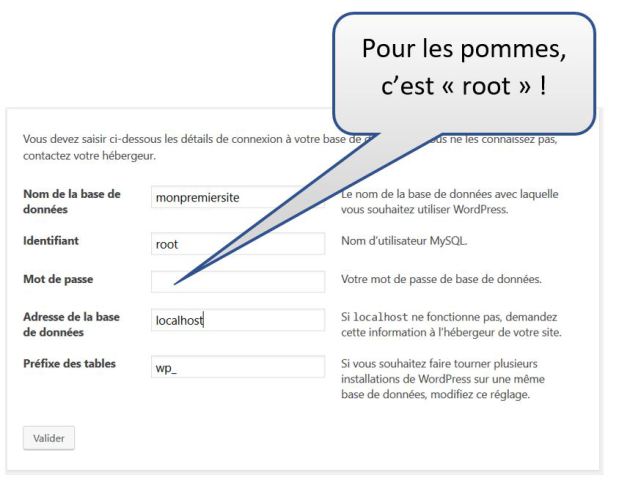 Pour les pommes,
c'est « root » !
Vous devez saisir ci-dessous les détails de connexion à votre base de ne les connaissez pas,
contactez votre hébergeur.
Nom de la base de
données
monpremiersite
Le nom de la base de données avec laquelle
vous souhaitez utiliser WordPress.
Identifiant
root
Nom d'utilisateur MySQL.
Mot de passe
Votre mot de passe de base de données.
Adresse de la base
de données
localhost
Si localhost ne fonctionne pas, demandez
cette information à l'hébergeur de votre site.
Préfixe des tables
wp_
Si vous souhaitez faire tourner plusieurs
installations de WordPress sur une même
base de données, modifiez ce réglage.
Valider